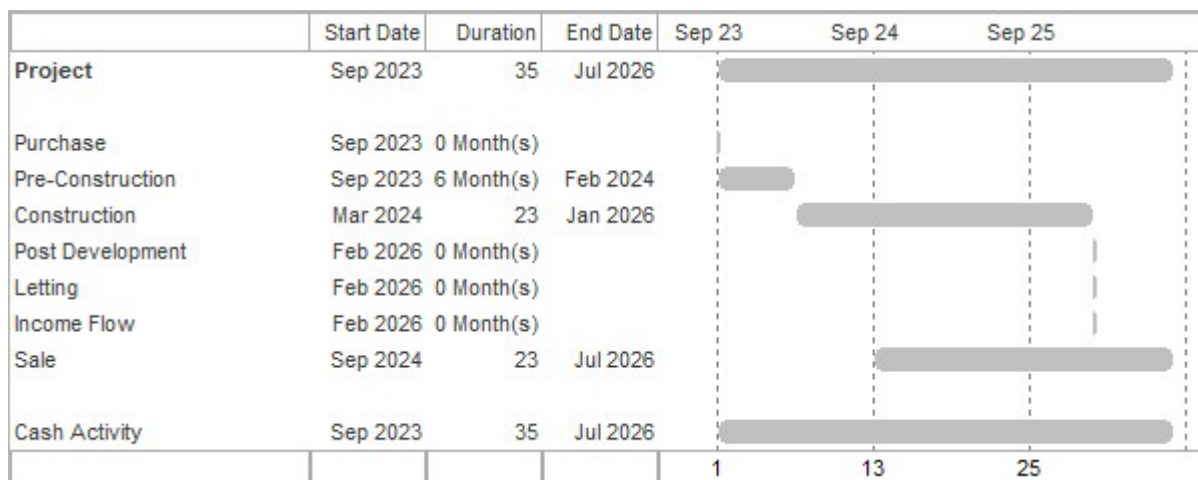 Start Date Duration End Date Sep 23 Sep 24 Sep 25
Project Sep 2023 35 Jul 2026
Purchase Sep 2023 0 Month(s)
Pre-Construction Sep 2023 6 Month(s) Feb 2024
Construction Mar 2024 23 Jan 2026
Post Development Feb 2026 0 Month(s)
Letting Feb 2026 0 Month(s)
Income Flow Feb 2026 0 Month(s)
Sale Sep 2024 23 Jul 2026
Cash Activity Sep 2023 35 Jul 2026
1 13 25